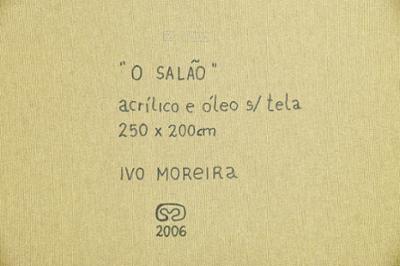 "O SALÃO"
acrílico e óleo s/ tela
250 x 200cm
IVO MOREIRA
2006